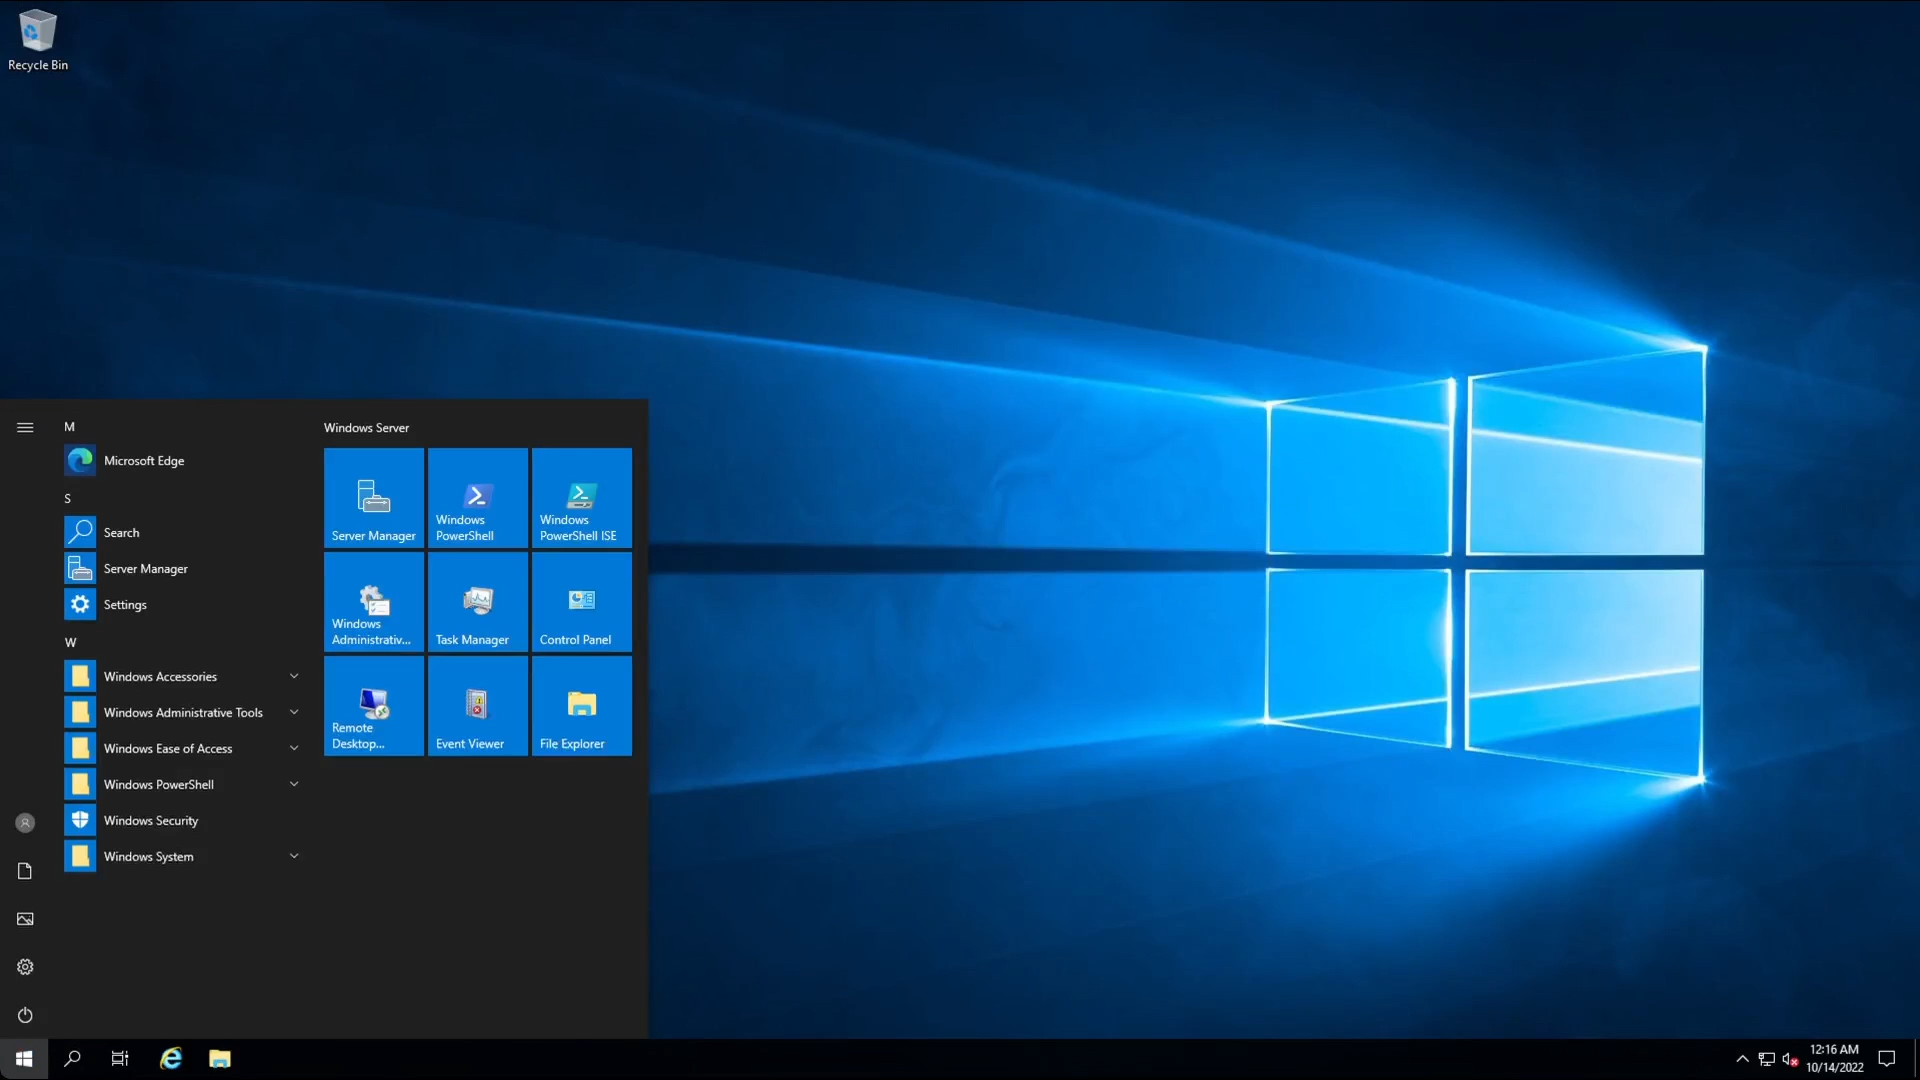 Recycle Bin
M
Microsoft Edge
S
Search
Server Manager
Settings
W
Windows Accessories
Windows Administrative Tools
Windows Ease of Access
Windows PowerShell
Windows Security
Windows System
Windows Server
Server Manager
Windows
PowerShell
Windows
PowerShell ISE
Windows
Administrativ...
Task Manager
Control Panel
Remote
Desktop...
Event Viewer
File Explorer
12:16 AM
10/14/2022